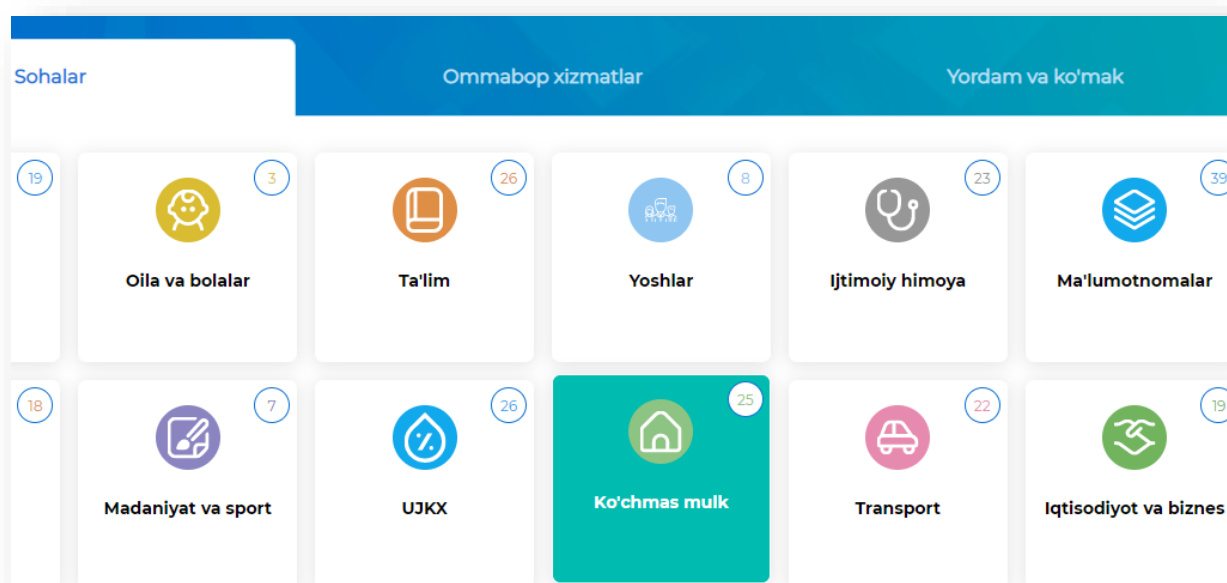 Sohalar Ommabop xizmatlar Yordam va ko'mak
19 3 26 8 23 39
Oila va bolalar Ta'lim Yoshlar Ijtimoiy himoya Ma'lumotnomalar
18 7 26 25 22 19
Madaniyat va sport UJKX Ko'chmas mulk Transport Iqtisodiyot va biznes